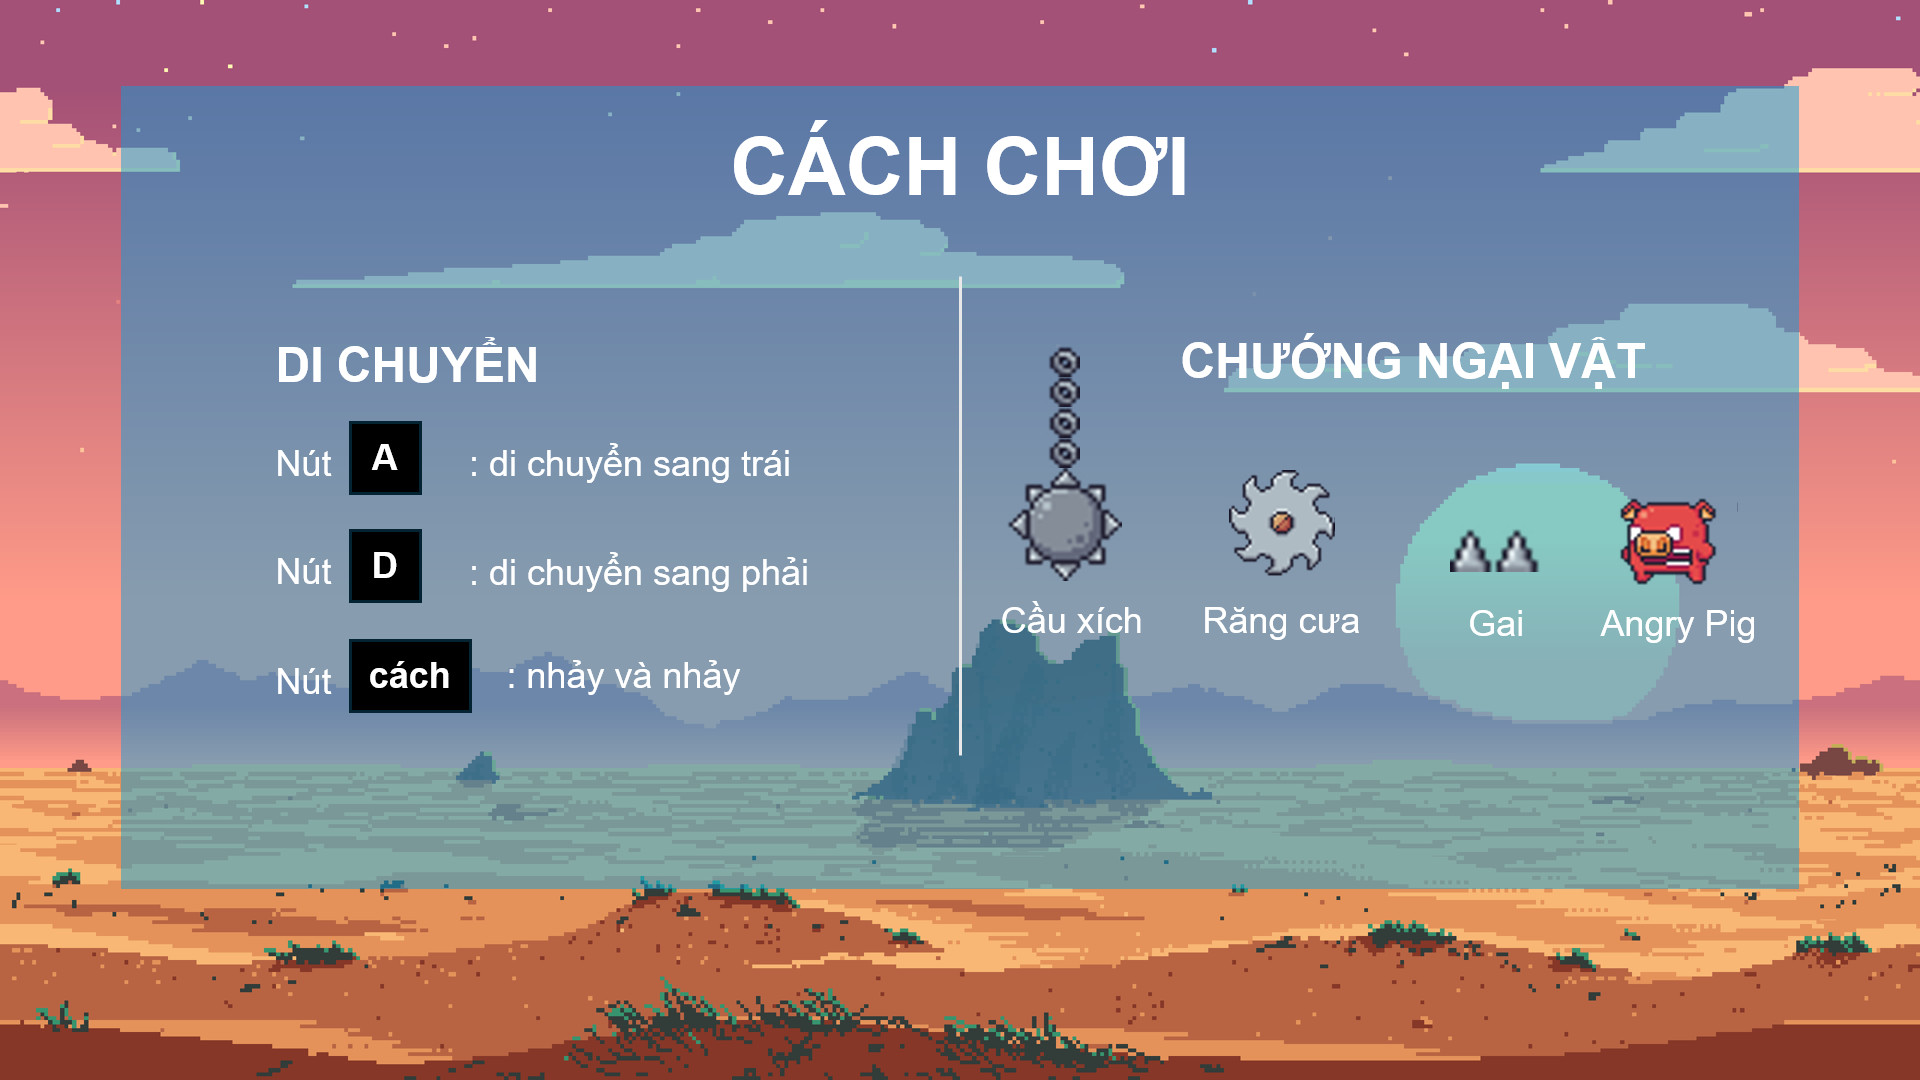 CÁCH CHƠI
DI CHUYỂN
Nút A : di chuyển sang trái
Nút D : di chuyển sang phải
Nút cách : nhảy và nhảy
CHƯỚNG NGẠI VẬT
Cầu xích Răng cưa Gai Angry Pig